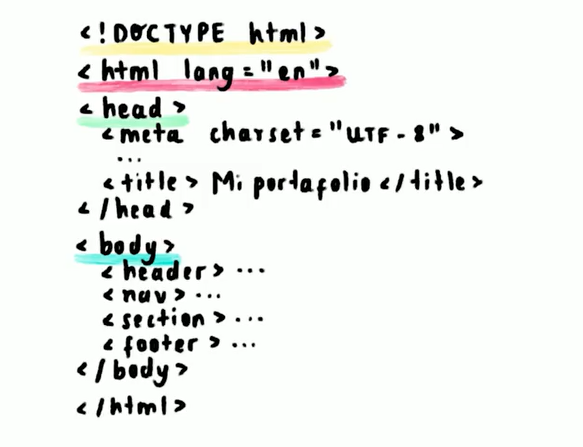 <!DOCTYPE html>
<html lang="en">
<head>
<meta charset="UTF-8">
...
<title> Mi portafolio </title>
</head>
<body>
<header> ...
<nav> ...
<section> ...
<footer> ...
</body>
</html>